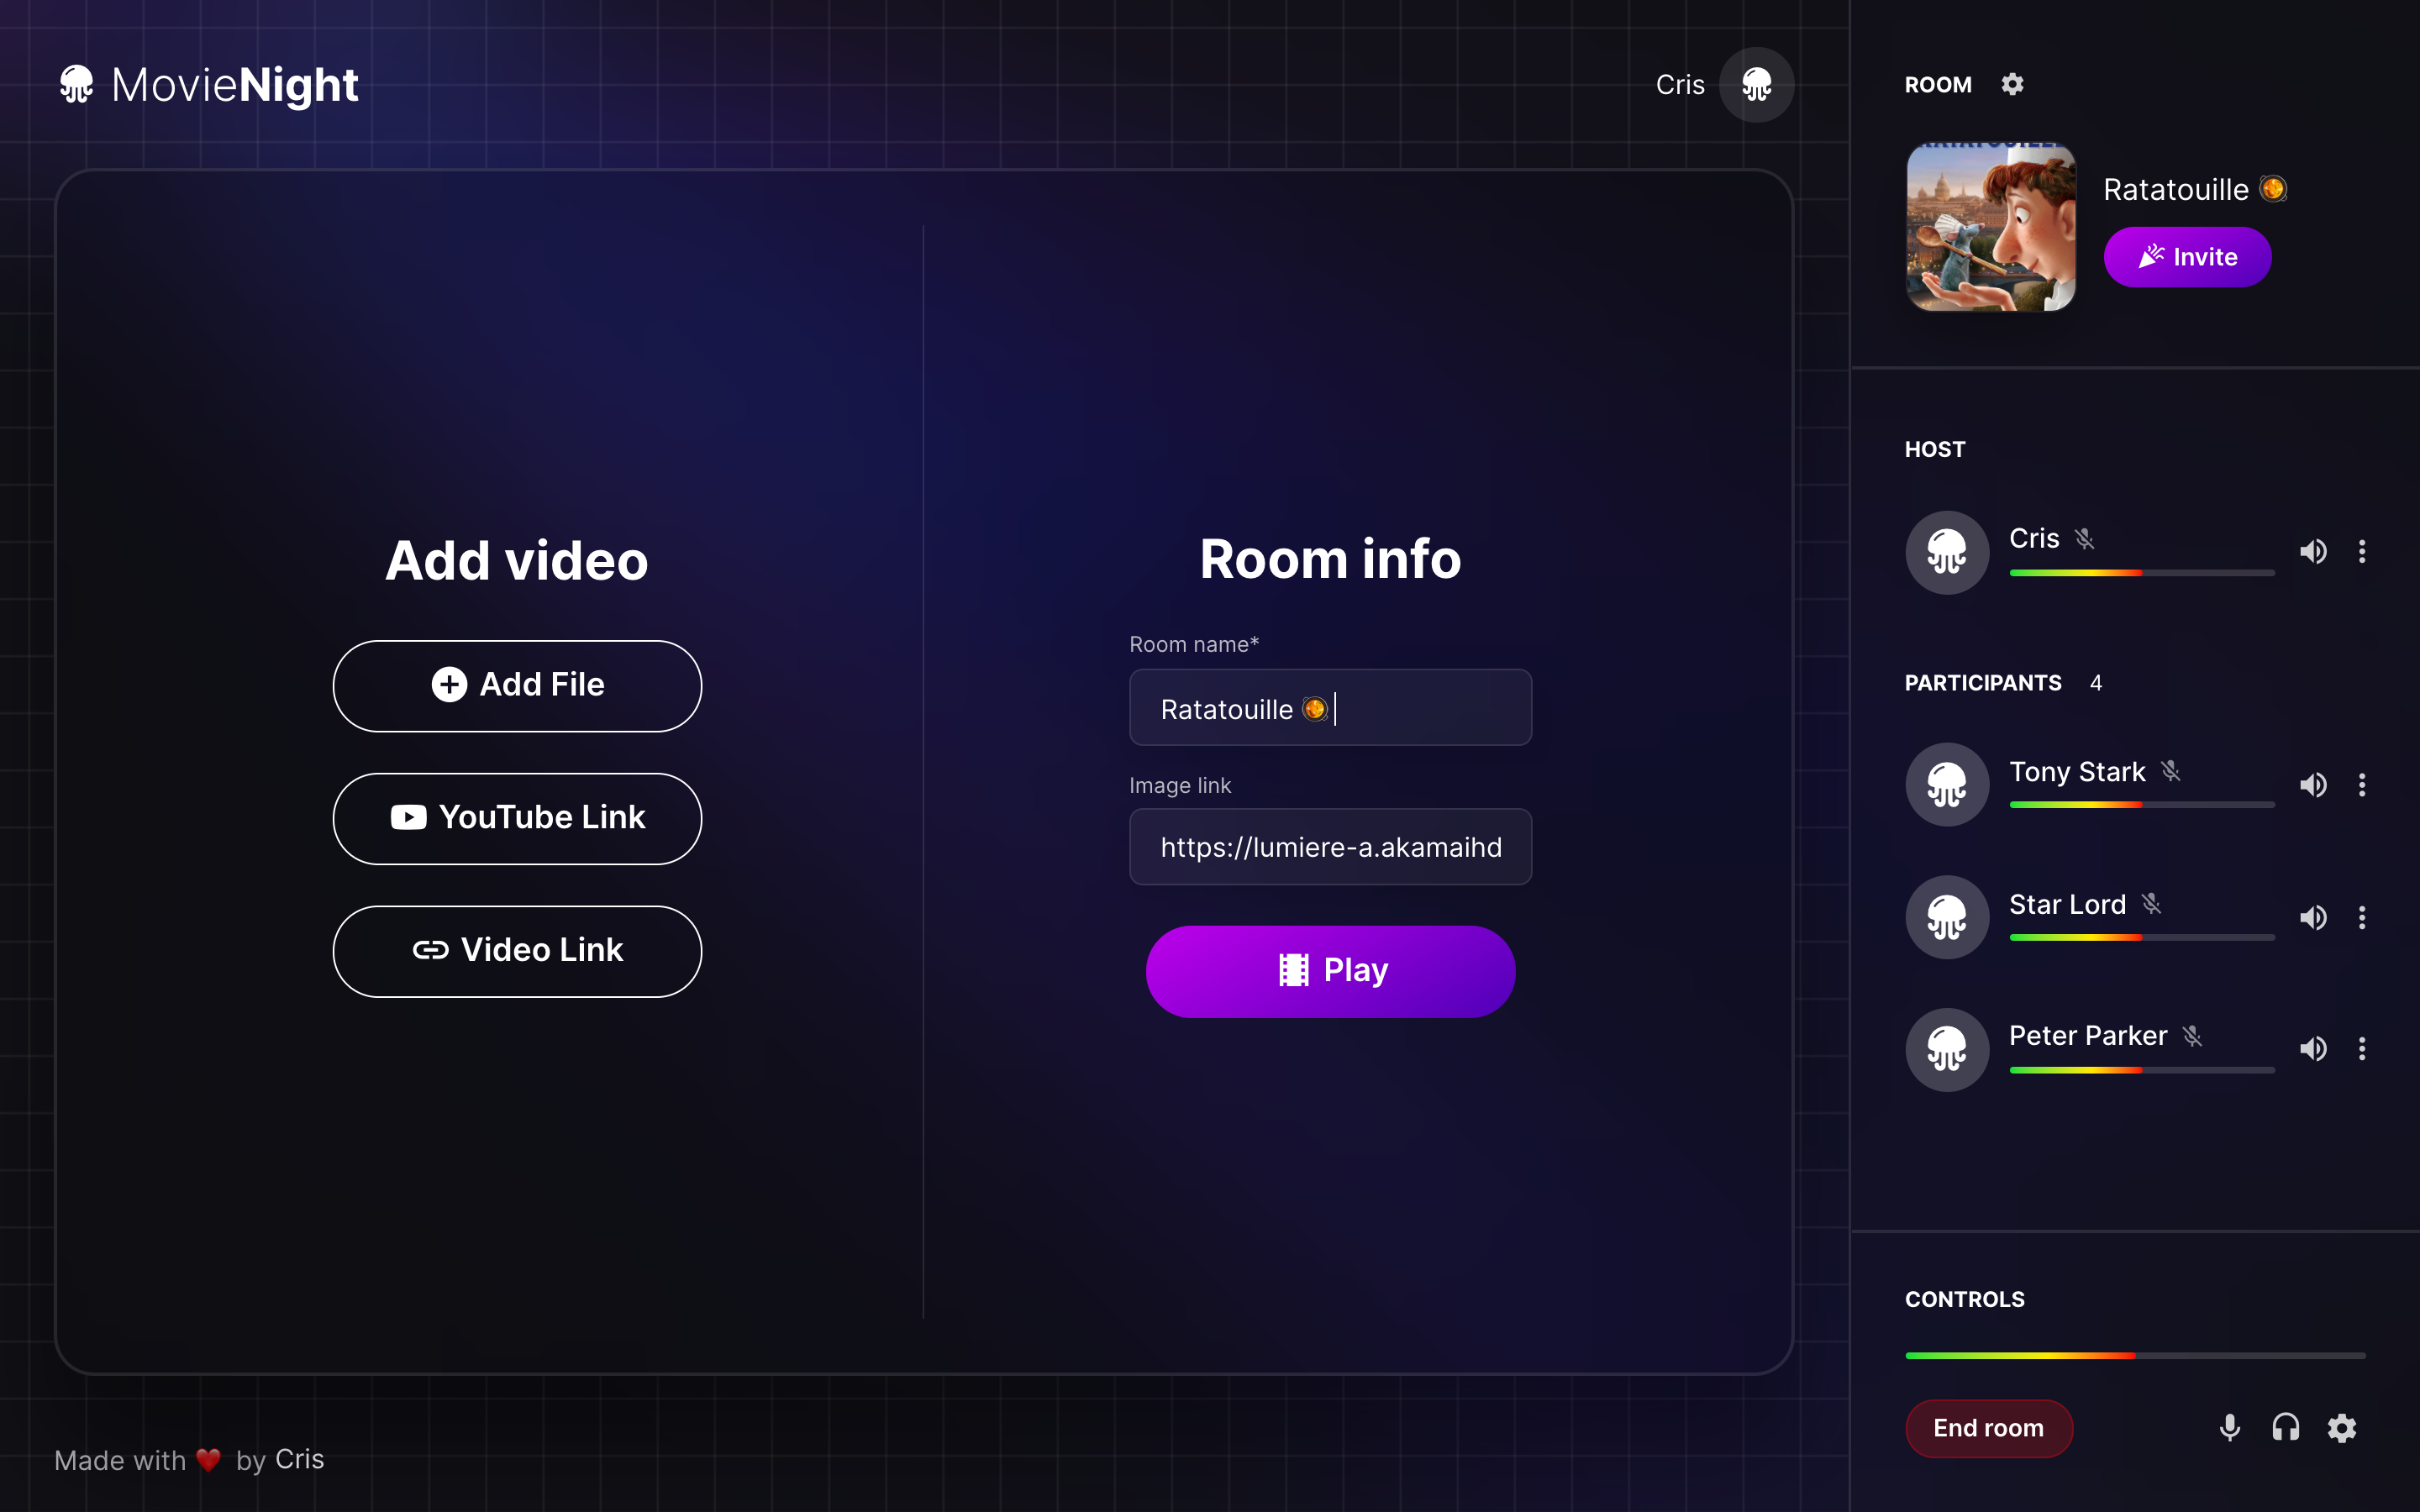 MovieNight
Cris
Add video
Add File
YouTube Link
Video Link
Room info
Room name*
Ratatouille 🥘
Image link
https://lumiere-a.akamaihd
Play
Made with ❤️ by Cris
ROOM
RATATOUILLE
Ratatouille 🥘
Invite
HOST
Cris
PARTICIPANTS 4
Tony Stark
Star Lord
Peter Parker
CONTROLS
End room